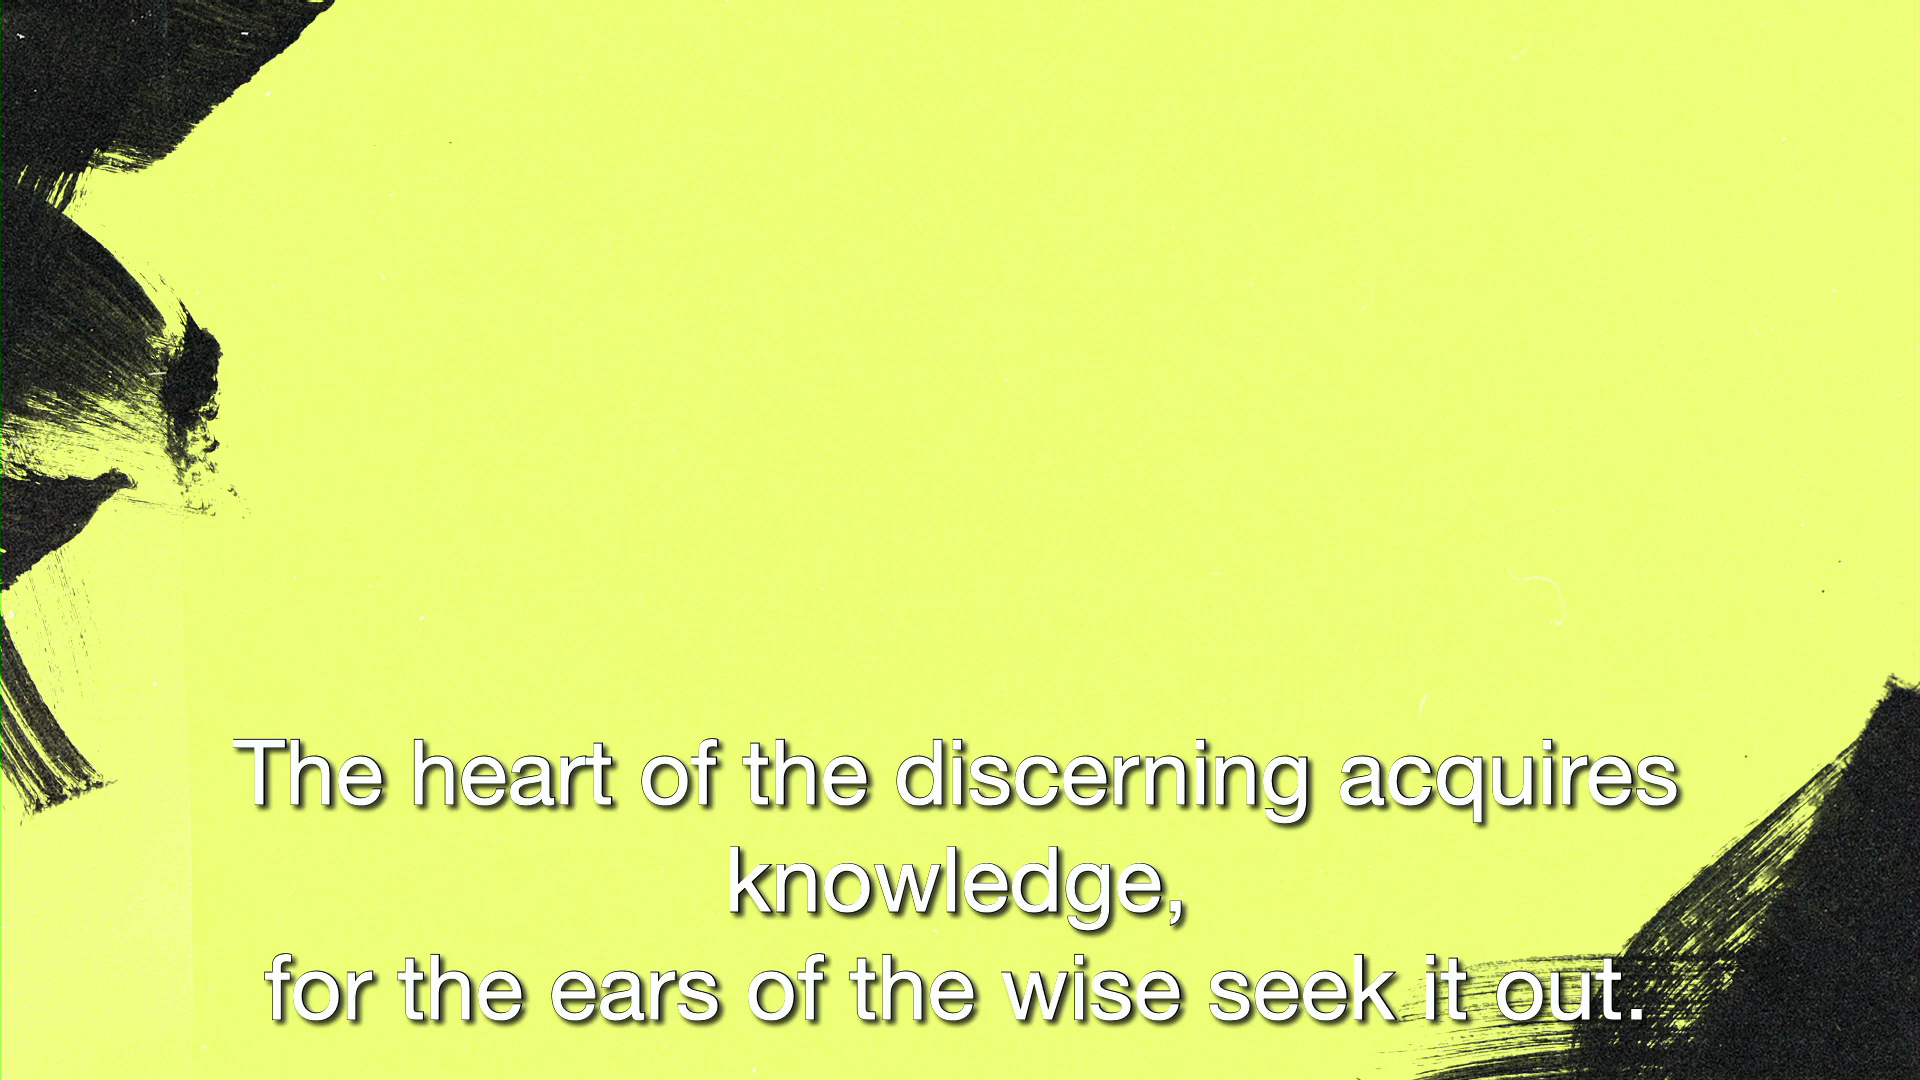 The heart of the discerning acquires
knowledge,
for the ears of the wise seek it out.